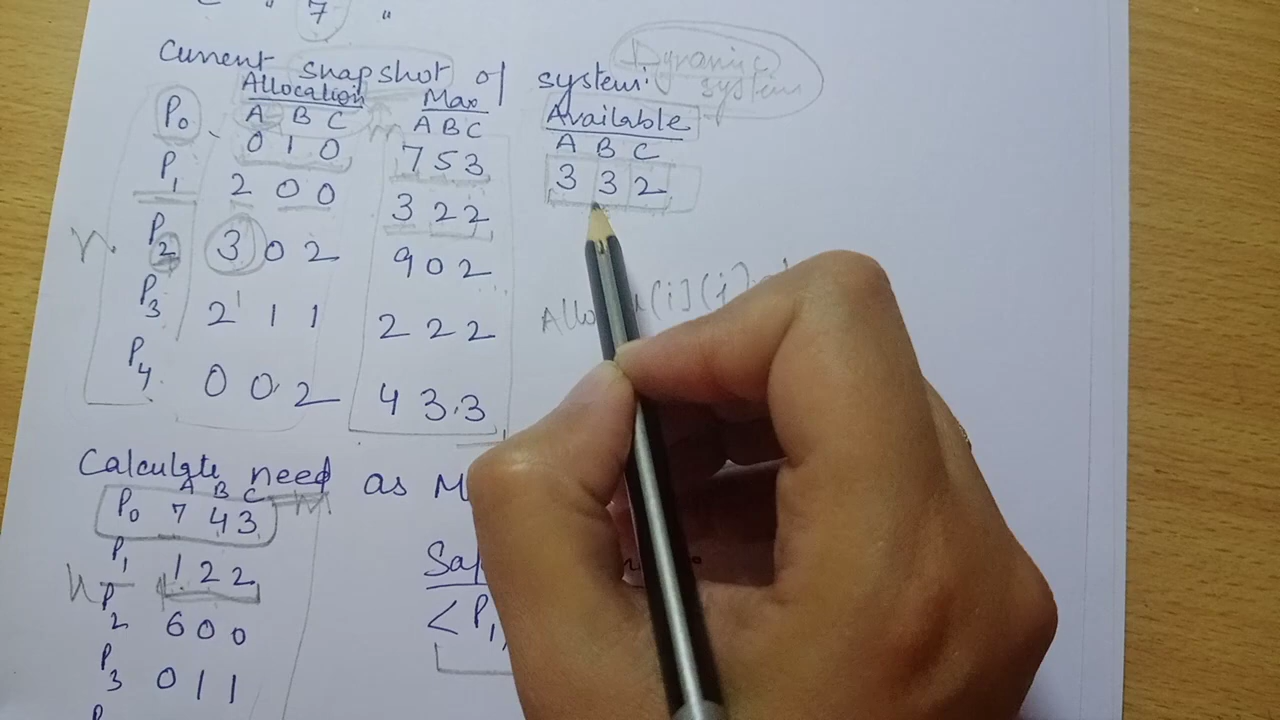 7 "
Current snapshot of system:
Dynamic system
Allocation Max Available
A B C A B C A B C
P0 0 1 0 7 5 3 3 3 2
P1 2 0 0 3 2 2
n P2 3 0 2 9 0 2
P3 2 1 1 2 2 2
P4 0 0 2 4 3 3
Calculate need as
A B C m
P0 7 4 3
P1 1 2 2
n P2 6 0 0
P3 0 1 1
< P1,